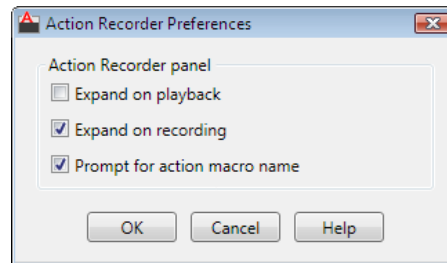 Action Recorder Preferences
Action Recorder panel
Expand on playback
Expand on recording
Prompt for action macro name
OK Cancel Help